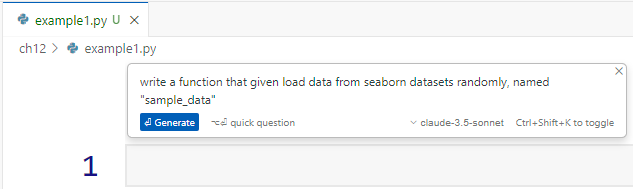 example1.py U ×
ch12 > example1.py
write a function that given load data from seaborn datasets randomly, named
"sample_data"
⏎ Generate ⌥⏎ quick question claude-3.5-sonnet Ctrl+Shift+K to toggle
1